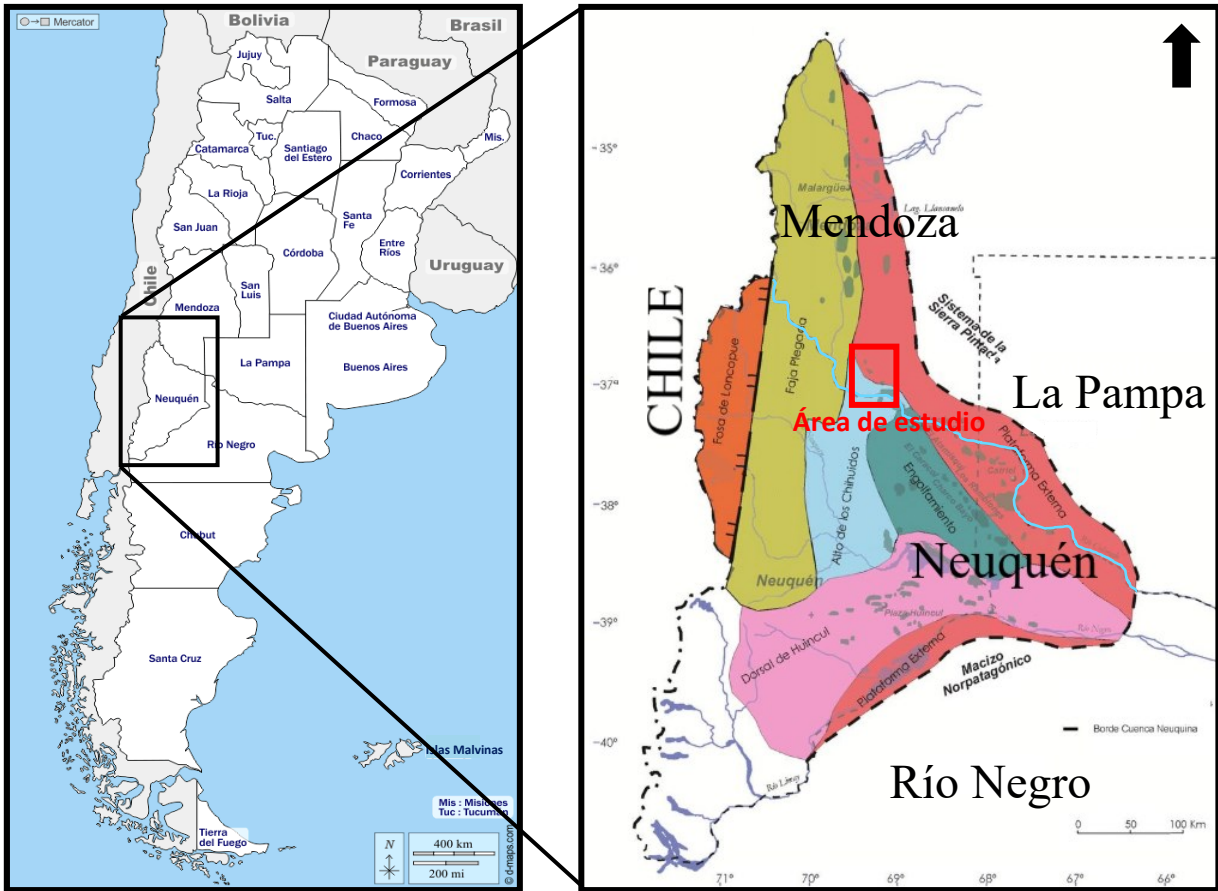 Mercator
Bolivia
Brasil
Paraguay
Jujuy
Salta
Formosa
Tuc.
Chaco
Mis.
Catamarca
Santiago
del Estero
Corrientes
La Rioja
Santa
Fe
San Juan
Córdoba
Entre
Ríos
Uruguay
Chile
San
Luis
Mendoza
Ciudad Autónoma
de Buenos Aires
La Pampa
Buenos Aires
Neuquén
Río Negro
Chubut
Santa Cruz
Islas Malvinas
Mis : Misiones
Tuc : Tucumán
Tierra
del Fuego
N
400 km
200 mi
© d-maps.com
-35°
Malargüe
Lag. Llancanelo
Mendoza
-36°
CHILE
Sistema de la
Sierra Pintada
Fosa de Loncopue
Faja Plegada
-37°
La Pampa
Área de estudio
Plataforma Externa
Alto de los Chihuidos
Engolfamiento
-38°
Neuquén
Neuquén
-39°
Plaza Huincul
Río Negro
Dorsal de Huincul
Plataforma Externa
Macizo
Norpatagónico
Borde Cuenca Neuquina
-40°
Río Limay
Río Negro
0 50 100 Km
71° 70° 69° 68° 67° 66°